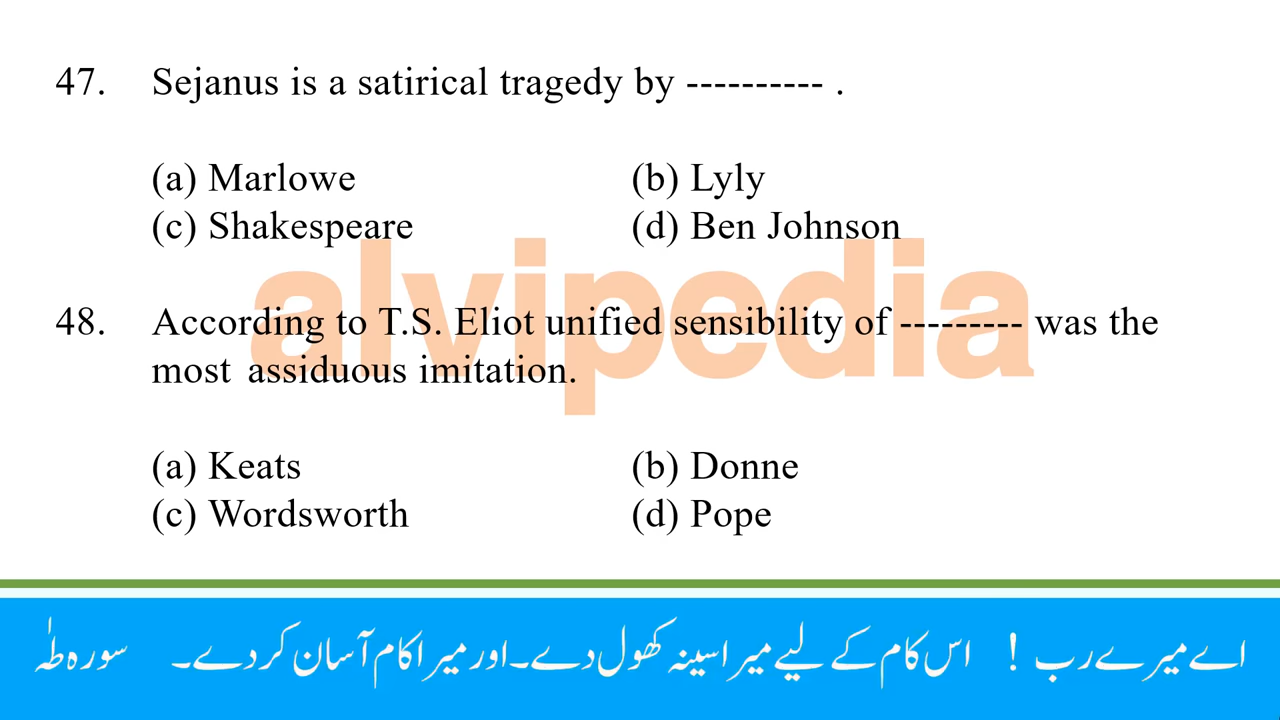 47. Sejanus is a satirical tragedy by ---------- .
(a) Marlowe (b) Lyly
(c) Shakespeare (d) Ben Johnson
alvipedia
48. According to T.S. Eliot unified sensibility of --------- was the
most assiduous imitation.
(a) Keats (b) Donne
(c) Wordsworth (d) Pope
اے میرے رب ! اس کام کے لیے میرا سینہ کھول دے۔ اور میرا کام آسان کر دے۔ سورہ طہٰ